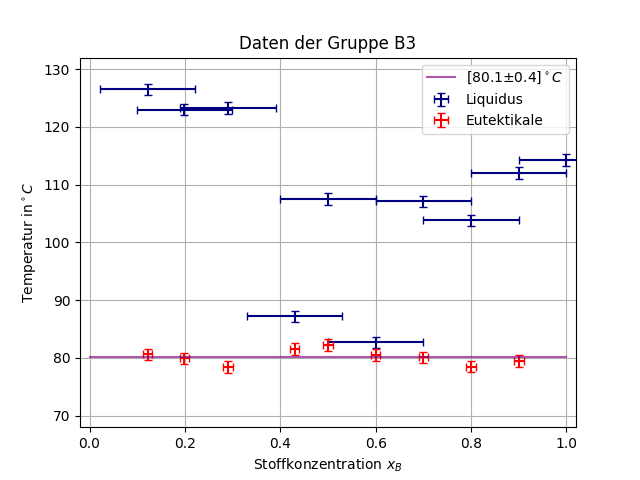 Daten der Gruppe B3
[80.1±0.4]°C
Liquidus
Eutektikale
130
120
110
100
90
80
70
Temperatur in°C
0.0
0.2
0.4
0.6
0.8
1.0
Stoffkonzentration x_B